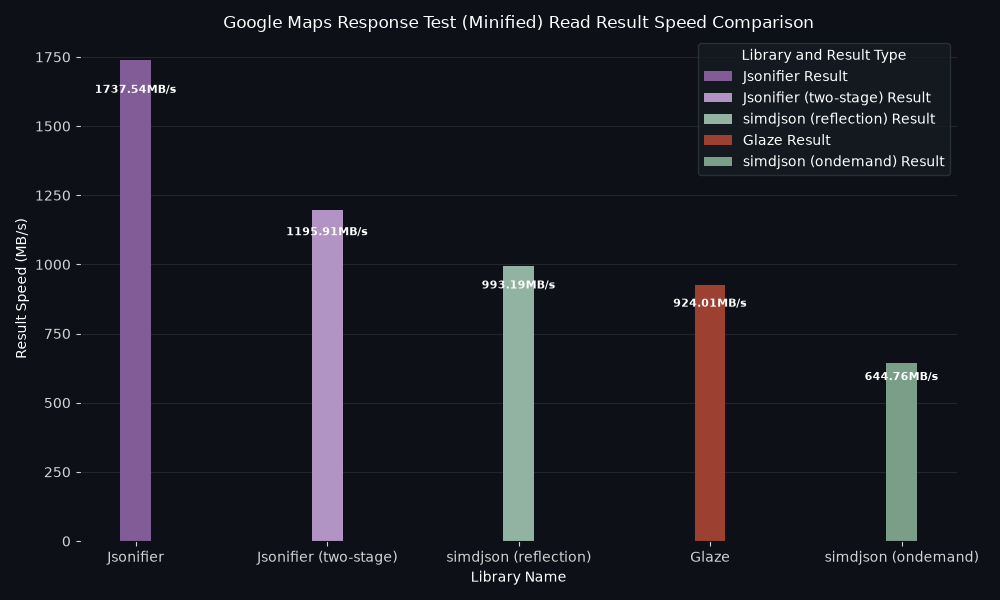 Google Maps Response Test (Minified) Read Result Speed Comparison
Library and Result Type
Jsonifier Result
Jsonifier (two-stage) Result
simdjson (reflection) Result
Glaze Result
simdjson (ondemand) Result
Result Speed (MB/s)
1750
1500
1250
1000
750
500
250
0
1737.54MB/s
1195.91MB/s
993.19MB/s
924.01MB/s
644.76MB/s
Jsonifier
Jsonifier (two-stage)
simdjson (reflection)
Glaze
simdjson (ondemand)
Library Name